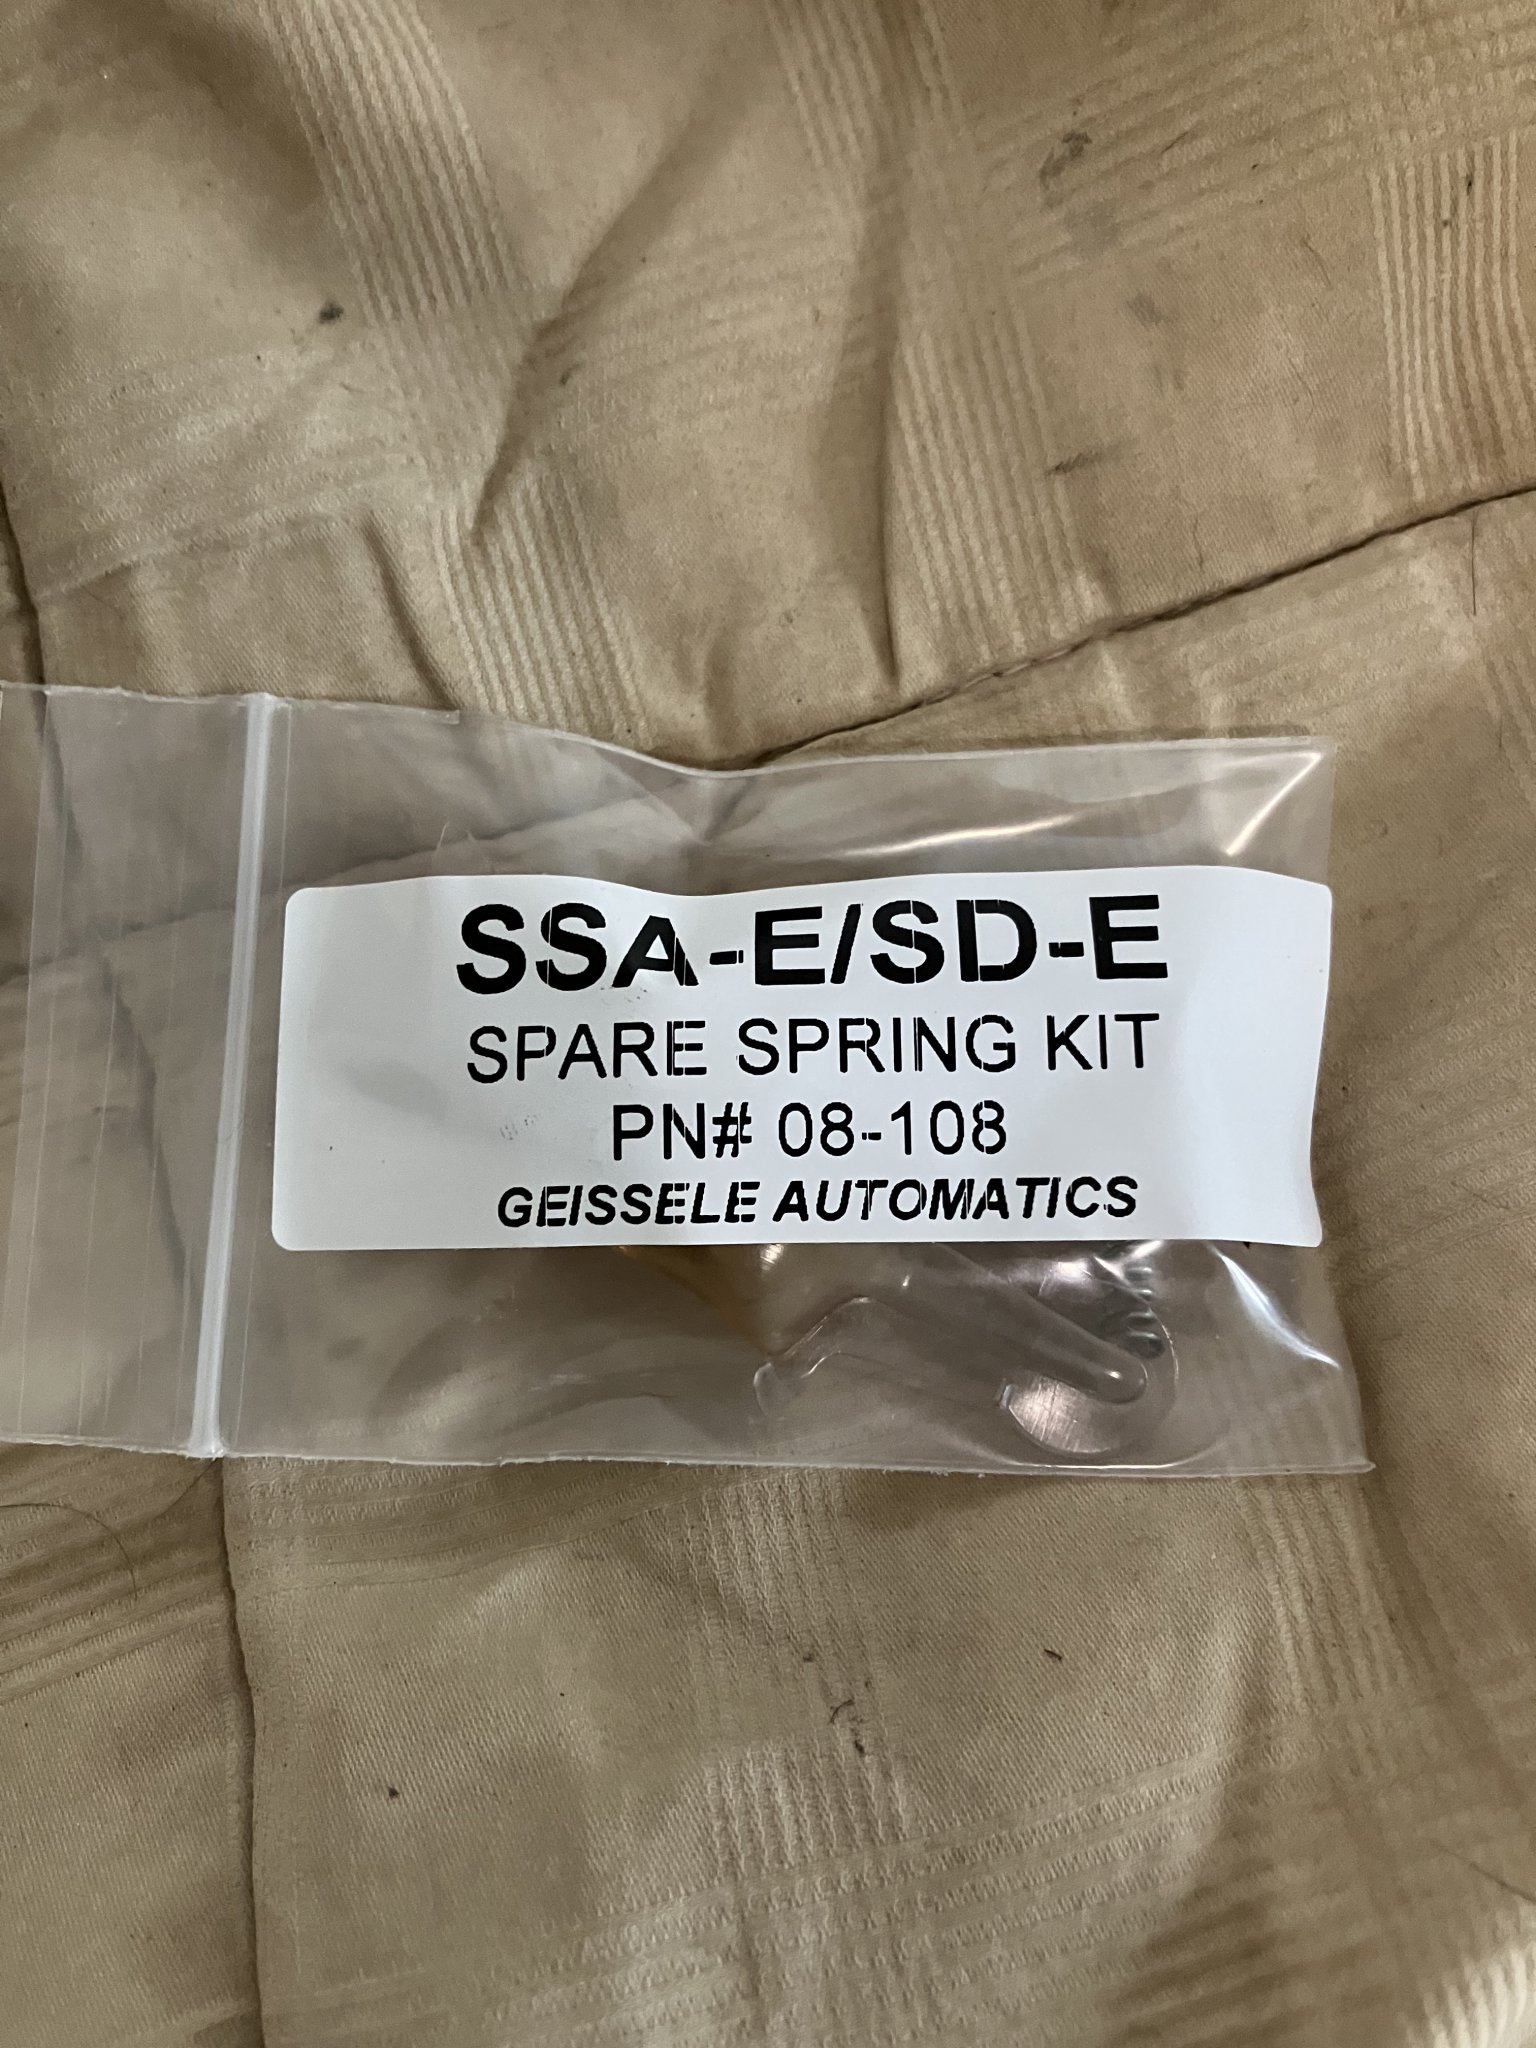 SSA-E/SD-E
SPARE SPRING KIT
PN# 08-108
GEISSELE AUTOMATICS